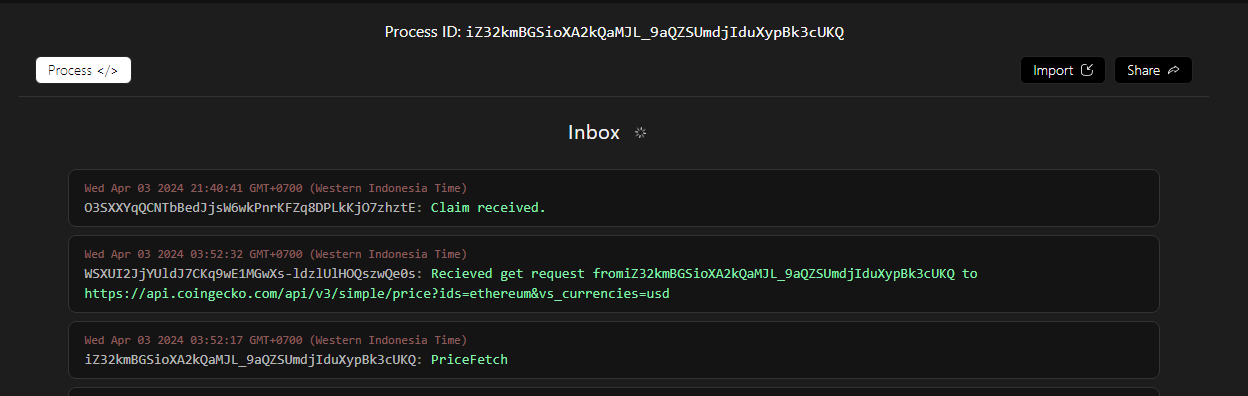 Process ID: iZ32kmBGSioXA2kQaMJL_9aQZSUmdjIduXypBk3cUKQ
Process </>
Import
Share
Inbox
Wed Apr 03 2024 21:40:41 GMT+0700 (Western Indonesia Time)
O3SXXYqQCNTbBedJjsW6wkPnrKFZq8DPLkKjO7zhztE: Claim received.
Wed Apr 03 2024 03:52:32 GMT+0700 (Western Indonesia Time)
WSXUI2JjYUldJ7CKq9wE1MGwXs-ldzlUlHOQszwQe0s: Recieved get request fromiZ32kmBGSioXA2kQaMJL_9aQZSUmdjIduXypBk3cUKQ to
https://api.coingecko.com/api/v3/simple/price?ids=ethereum&vs_currencies=usd
Wed Apr 03 2024 03:52:17 GMT+0700 (Western Indonesia Time)
iZ32kmBGSioXA2kQaMJL_9aQZSUmdjIduXypBk3cUKQ: PriceFetch